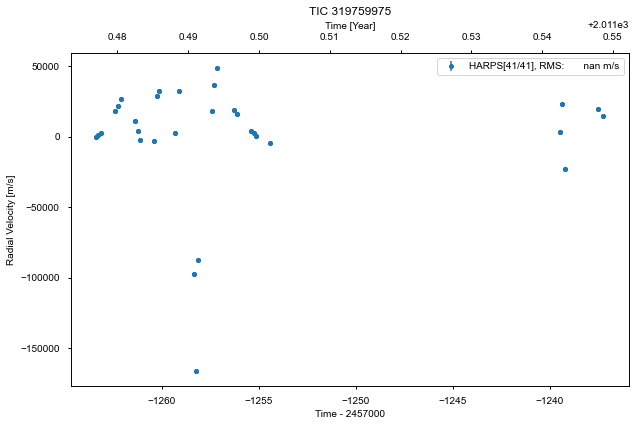 TIC 319759975
Time [Year]
+2.011e3
0.48 0.49 0.50 0.51 0.52 0.53 0.54 0.55
HARPS[41/41], RMS: nan m/s
50000
0
−50000
−100000
−150000
Radial Velocity [m/s]
−1260 −1255 −1250 −1245 −1240
Time - 2457000